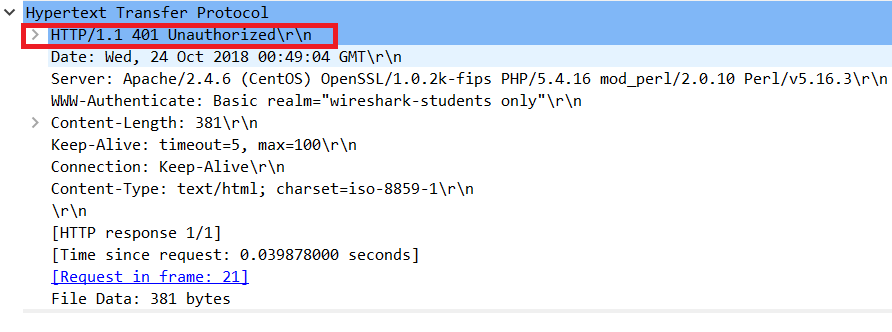 Hypertext Transfer Protocol
HTTP/1.1 401 Unauthorized\r\n
Date: Wed, 24 Oct 2018 00:49:04 GMT\r\n
Server: Apache/2.4.6 (CentOS) OpenSSL/1.0.2k-fips PHP/5.4.16 mod_perl/2.0.10 Perl/v5.16.3\r\n
WWW-Authenticate: Basic realm="wireshark-students only"\r\n
Content-Length: 381\r\n
Keep-Alive: timeout=5, max=100\r\n
Connection: Keep-Alive\r\n
Content-Type: text/html; charset=iso-8859-1\r\n
\r\n
[HTTP response 1/1]
[Time since request: 0.039878000 seconds]
[Request in frame: 21]
File Data: 381 bytes